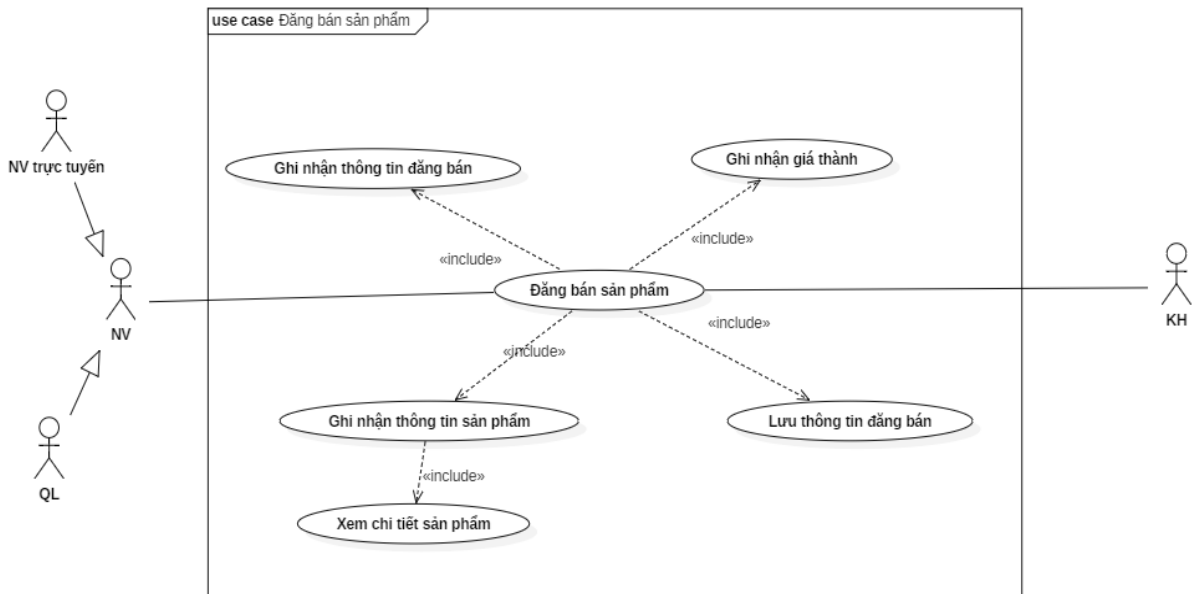 use case Đăng bán sản phẩm
NV trực tuyến
Ghi nhận thông tin đăng bán
Ghi nhận giá thành
«include»
«include»
NV
Đăng bán sản phẩm
KH
«include»
«include»
Ghi nhận thông tin sản phẩm
Lưu thông tin đăng bán
QL
«include»
Xem chi tiết sản phẩm